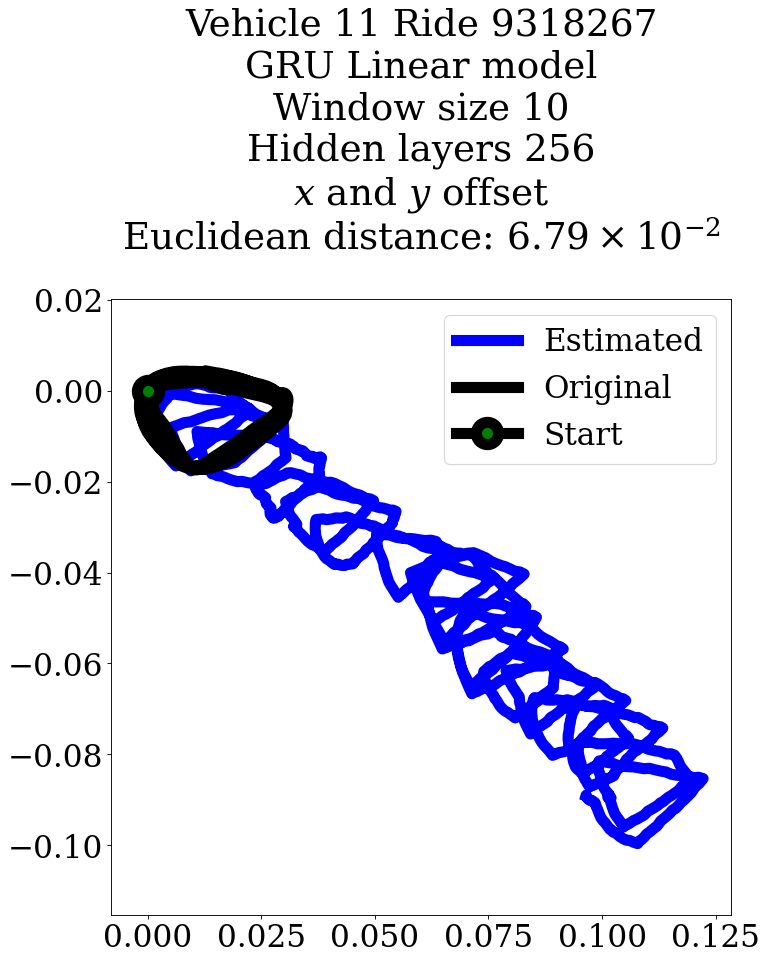 Vehicle 11 Ride 9318267
GRU Linear model
Window size 10
Hidden layers 256
x and y offset
Euclidean distance: 6.79 × 10⁻²
Estimated
Original
Start
0.02
0.00
−0.02
−0.04
−0.06
−0.08
−0.10
0.000 0.025 0.050 0.075 0.100 0.125